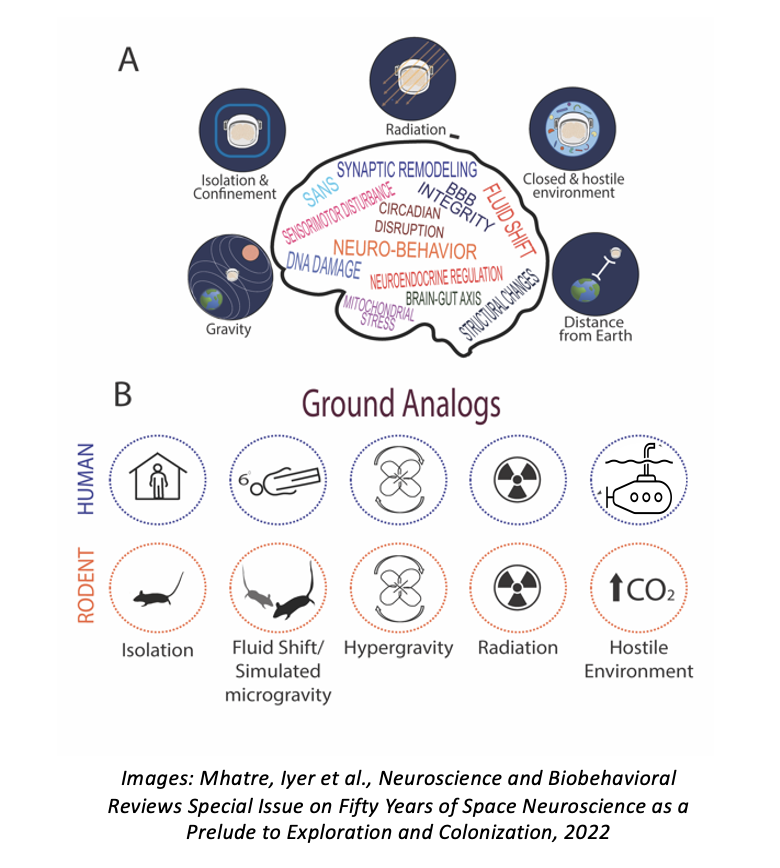 A
Radiation
Isolation &
Confinement
Closed & hostile
environment
Gravity
Distance
from Earth
SYNAPTIC REMODELING
SANS
BBB
INTEGRITY
FLUID SHIFT
SENSORIMOTOR DISTURBANCE
CIRCADIAN
DISRUPTION
NEURO-BEHAVIOR
DNA DAMAGE
NEUROENDOCRINE REGULATION
BRAIN-GUT AXIS
STRUCTURAL CHANGES
MITOCHONDRIAL
STRESS
B
Ground Analogs
HUMAN
6°
RODENT
CO₂
Isolation
Fluid Shift/
Simulated
microgravity
Hypergravity
Radiation
Hostile
Environment
Images: Mhatre, Iyer et al., Neuroscience and Biobehavioral
Reviews Special Issue on Fifty Years of Space Neuroscience as a
Prelude to Exploration and Colonization, 2022